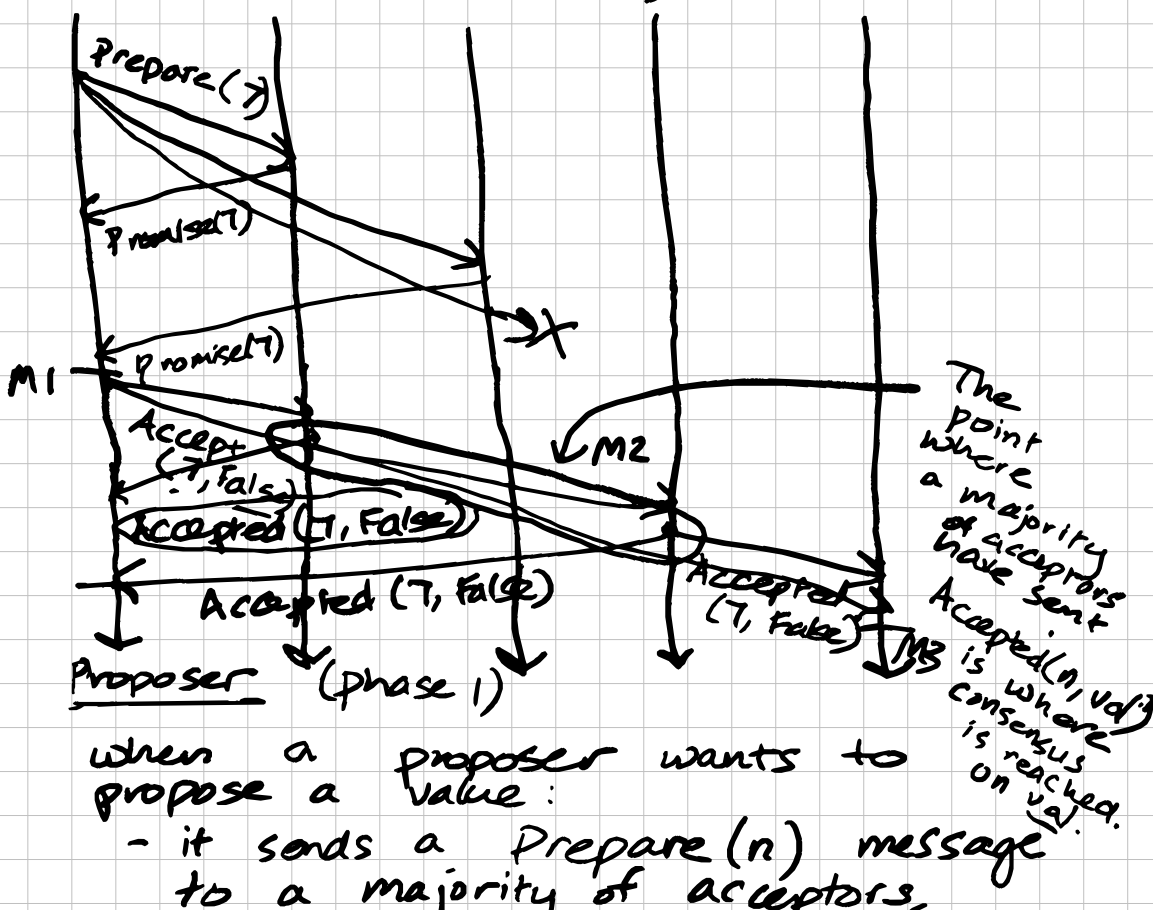 Prepare(7)
Promise(7)
Promise(7)
M1
Accept
(7, False)
M2
Accepted (7, False)
Accepted (7, False)
Accepted
(7, False)
M3
The
point
where
a majority
of acceptors
have sent
Accepted(n, val)
is where
consensus
is reached
on val.
Proposer (phase 1)
when a proposer wants to
propose a value:
- it sends a Prepare(n) message
to a majority of acceptors,